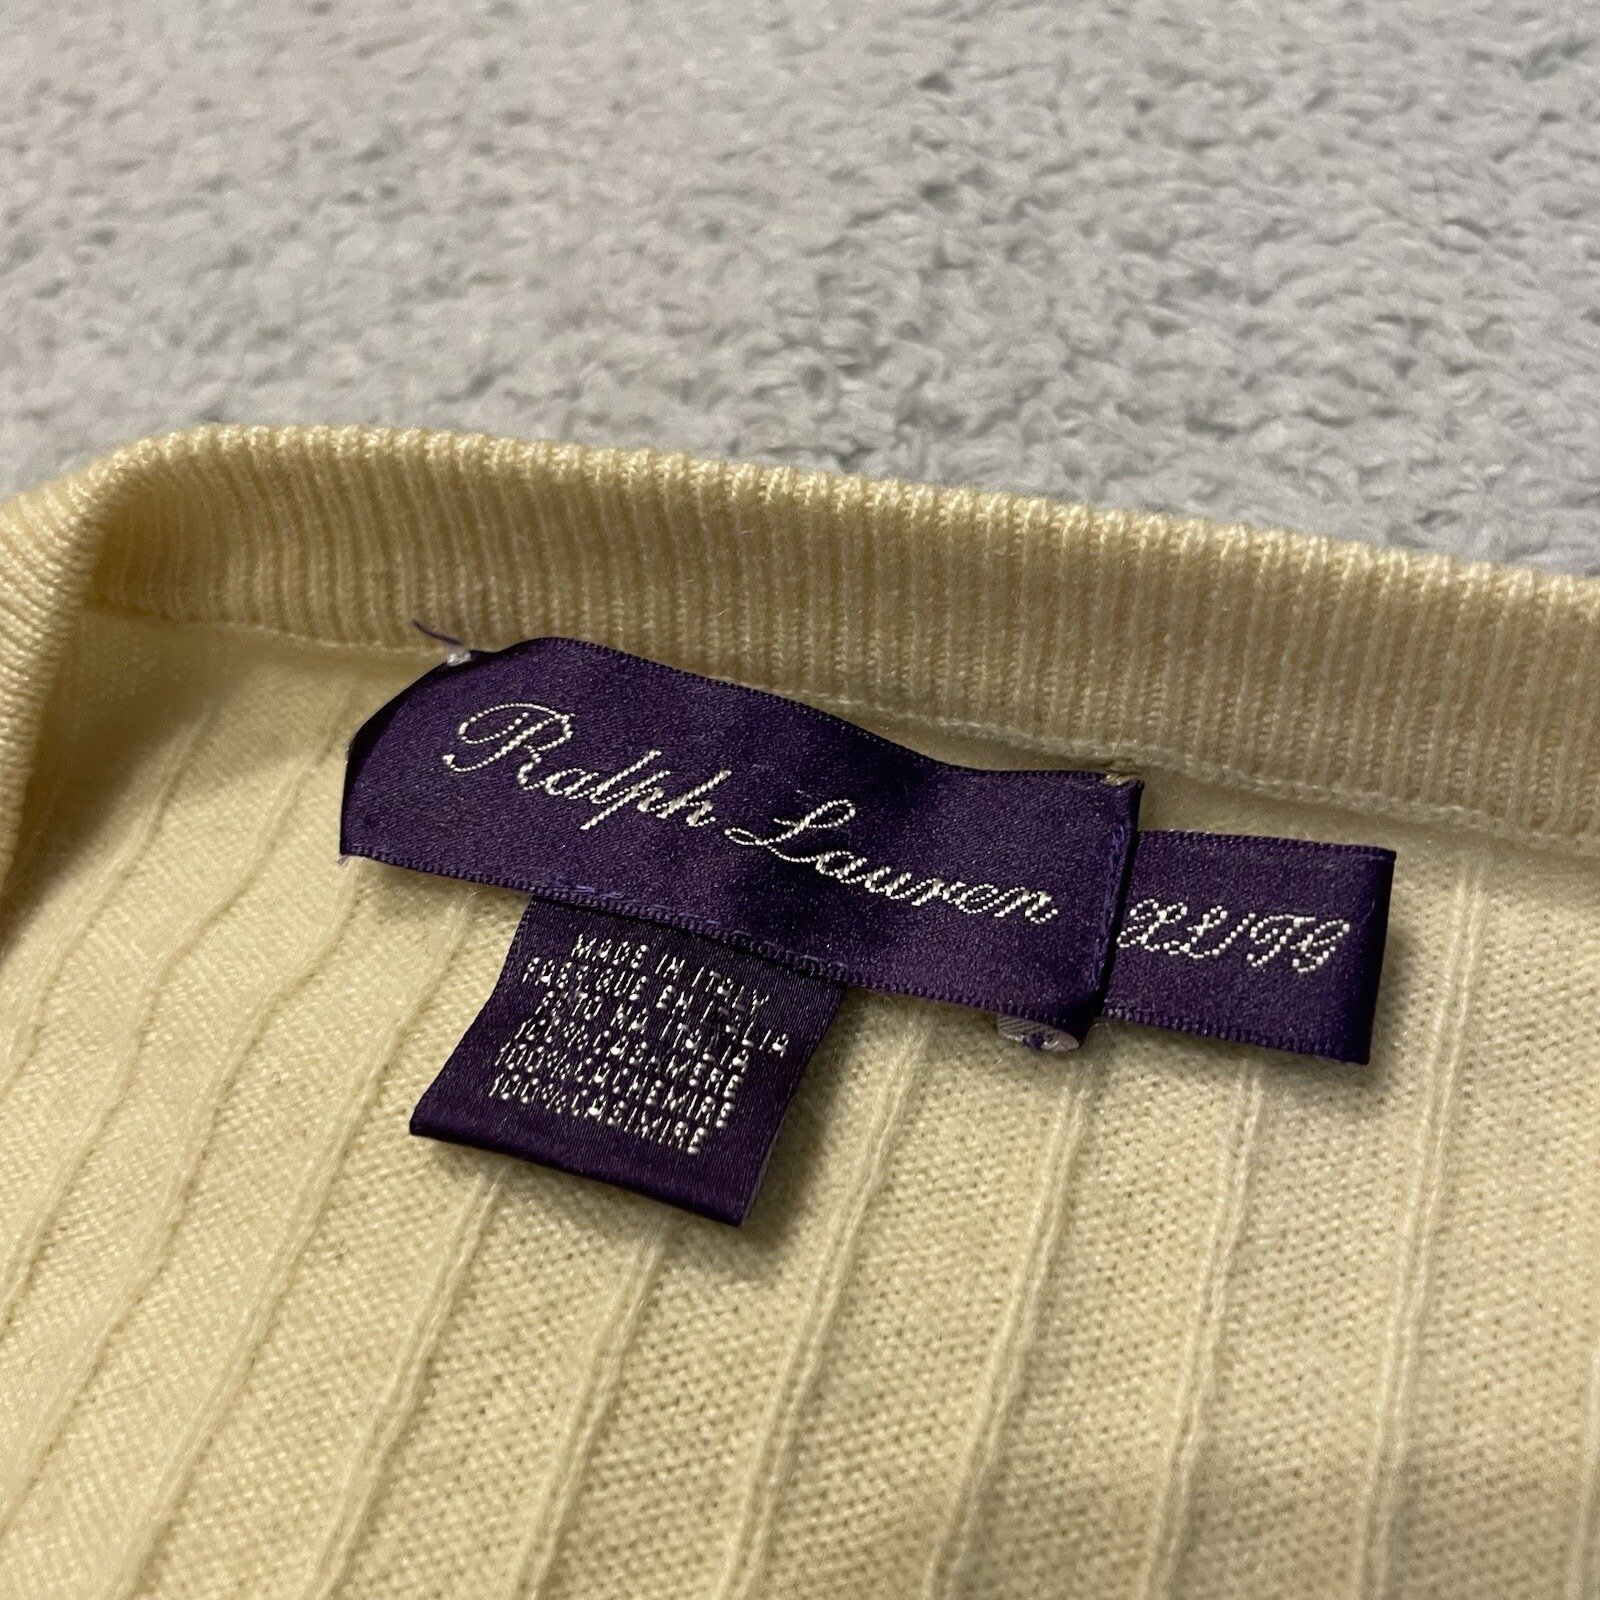 Ralph Lauren
XL/TG
MADE IN ITALY
FABRIQUE EN ITALIE
100% CASHMERE
100% CACHEMIRE